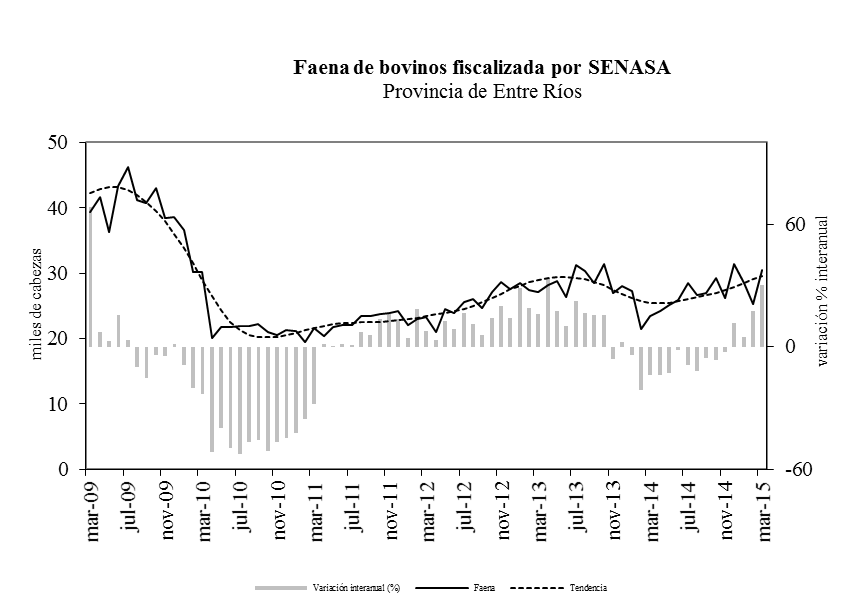 Faena de bovinos fiscalizada por SENASA
Provincia de Entre Ríos
miles de cabezas
50
40
30
20
10
0
60
0
-60
variación % interanual
mar-09
jul-09
nov-09
mar-10
jul-10
nov-10
mar-11
jul-11
nov-11
mar-12
jul-12
nov-12
mar-13
jul-13
nov-13
mar-14
jul-14
nov-14
mar-15
Variación interanual (%)
Faena
Tendencia